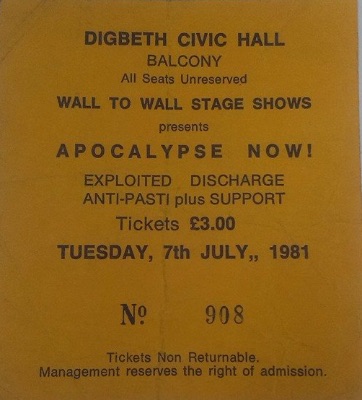 DIGBETH CIVIC HALL
BALCONY
All Seats Unreserved
WALL TO WALL STAGE SHOWS
presents
APOCALYPSE NOW!
EXPLOITED DISCHARGE
ANTI-PASTI plus SUPPORT
Tickets £3.00
TUESDAY, 7th JULY,, 1981
No 908
Tickets Non Returnable.
Management reserves the right of admission.